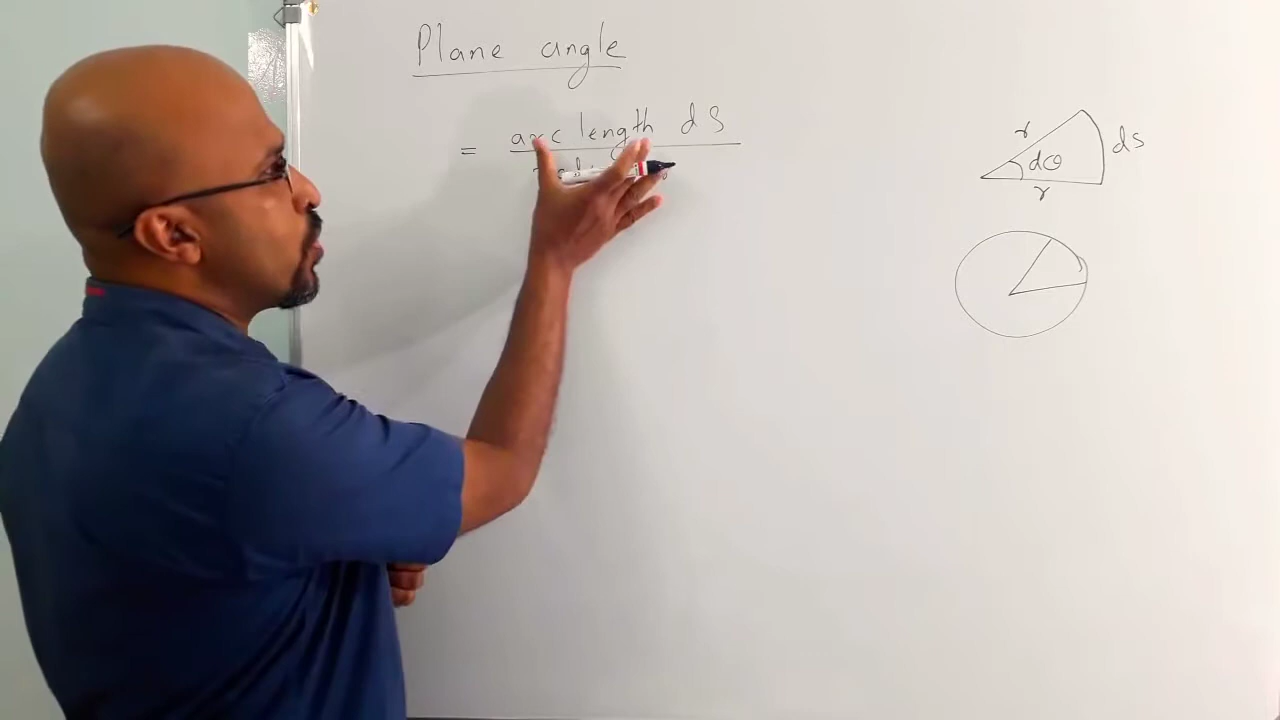 Plane angle
= arc length dS
r
dθ
dS
r